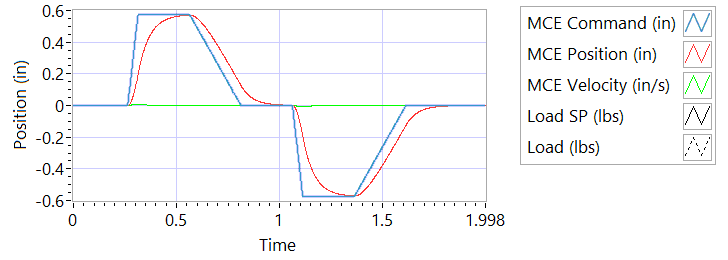 0.6
0.4
0.2
0
-0.2
-0.4
-0.6
Position (in)
0 0.5 1 1.5 1.998
Time
MCE Command (in)
MCE Position (in)
MCE Velocity (in/s)
Load SP (lbs)
Load (lbs)